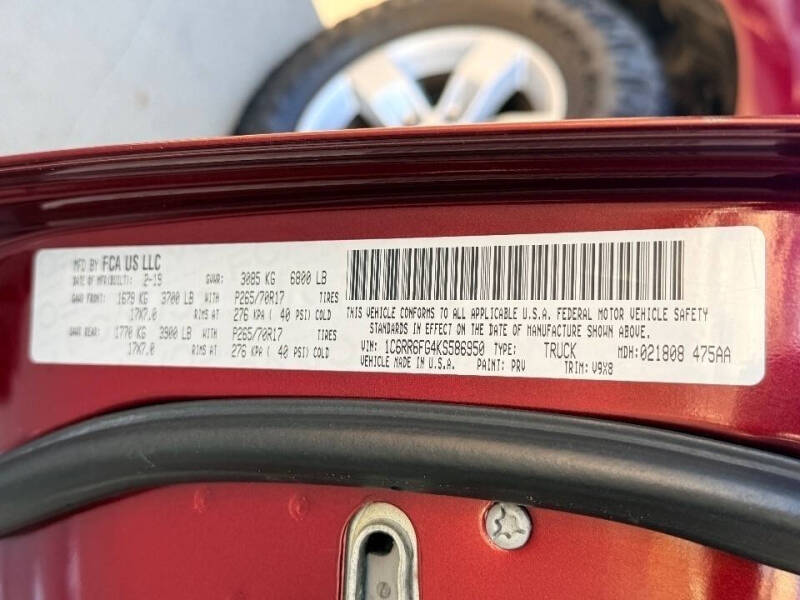 MFD BY FCA US LLC
DATE OF MFR(BUILT): 2-19 GVWR: 3085 KG 6800 LB
GAWR FRONT: 1679 KG 3700 LB WITH P265/70R17 TIRES
17X7.0 RIMS AT 276 KPA ( 40 PSI) COLD
GAWR REAR: 1770 KG 3900 LB WITH P265/70R17 TIRES
17X7.0 RIMS AT 276 KPA ( 40 PSI) COLD
THIS VEHICLE CONFORMS TO ALL APPLICABLE U.S.A. FEDERAL MOTOR VEHICLE SAFETY
STANDARDS IN EFFECT ON THE DATE OF MANUFACTURE SHOWN ABOVE.
VIN: 1C6RR6FG4KS586950 TYPE: TRUCK MDH:021808 475AA
VEHICLE MADE IN U.S.A. PAINT: PRV TRIM: V9X8